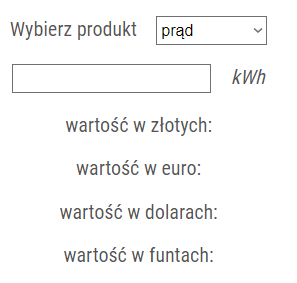 Wybierz produkt prąd
kWh
wartość w złotych:
wartość w euro:
wartość w dolarach:
wartość w funtach: